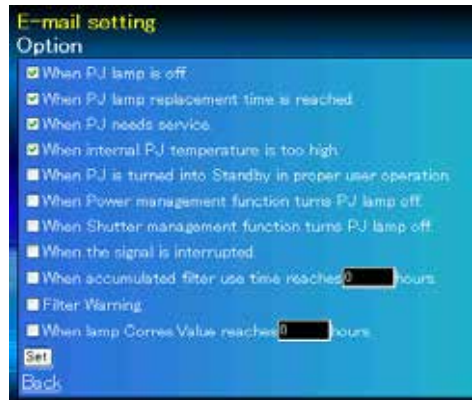 E-mail setting
Option
When PJ lamp is off.
When PJ lamp replacement time is reached.
When PJ needs service.
When internal PJ temperature is too high.
When PJ is turned into Standby in proper user operation.
When Power management function turns PJ lamp off.
When Shutter management function turns PJ lamp off.
When the signal is interrupted.
When accumulated filter use time reaches 0 hours.
Filter Warning
When lamp Corres.Value reaches 0 hours.
Set
Back